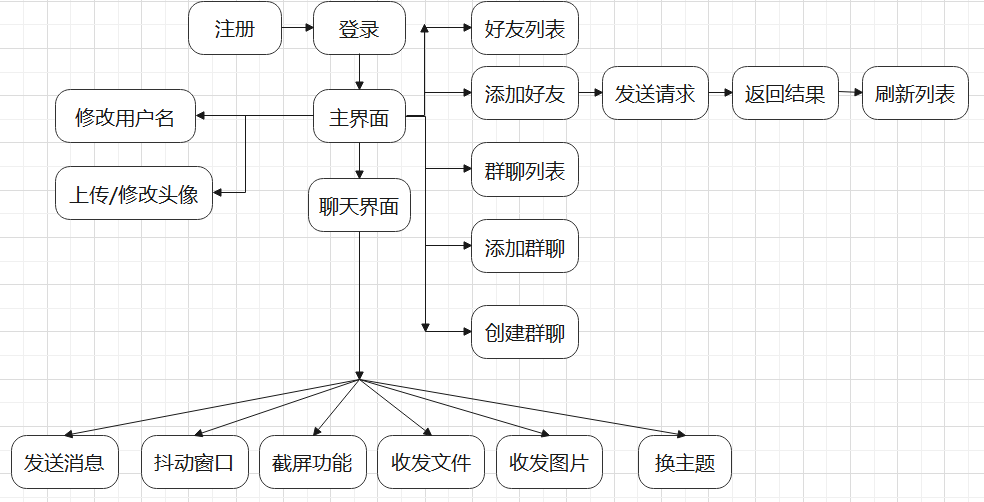 注册
登录
好友列表
添加好友
发送请求
返回结果
刷新列表
修改用户名
主界面
群聊列表
上传/修改头像
聊天界面
添加群聊
创建群聊
发送消息
抖动窗口
截屏功能
收发文件
收发图片
换主题